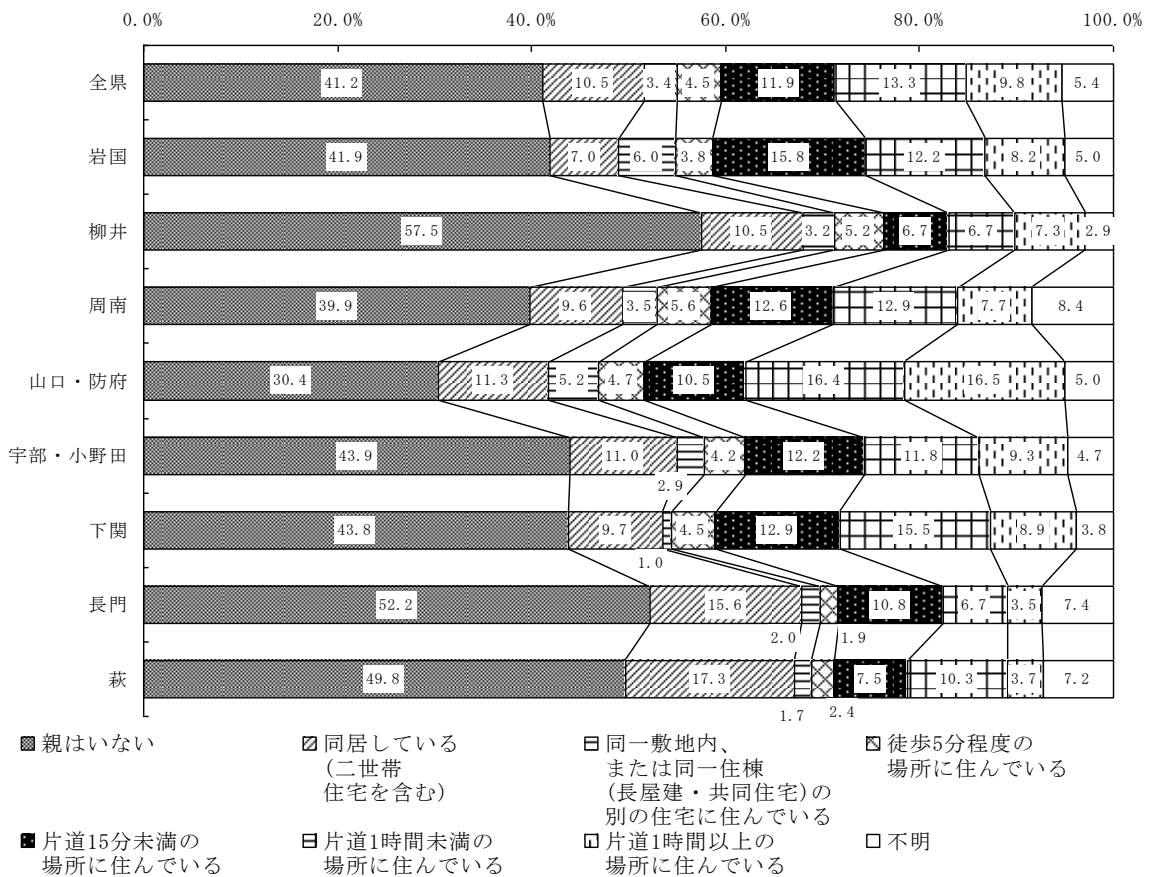 0.0% 20.0% 40.0% 60.0% 80.0% 100.0%
全県 41.2 10.5 3.4 4.5 11.9 13.3 9.8 5.4
岩国 41.9 7.0 6.0 3.8 15.8 12.2 8.2 5.0
柳井 57.5 10.5 3.2 5.2 6.7 6.7 7.3 2.9
周南 39.9 9.6 3.5 5.6 12.6 12.9 7.7 8.4
山口・防府 30.4 11.3 5.2 4.7 10.5 16.4 16.5 5.0
宇部・小野田 43.9 11.0 4.2 12.2 11.8 9.3 4.7
2.9
下関 43.8 9.7 4.5 12.9 15.5 8.9 3.8
1.0
長門 52.2 15.6 10.8 6.7 3.5 7.4
2.0 1.9
萩 49.8 17.3 7.5 10.3 3.7 7.2
1.7 2.4
親はいない
同居している
(二世帯
住宅を含む)
同一敷地内、
または同一住棟
(長屋建・共同住宅)の
別の住宅に住んでいる
徒歩5分程度の
場所に住んでいる
片道15分未満の
場所に住んでいる
片道1時間未満の
場所に住んでいる
片道1時間以上の
場所に住んでいる
不明